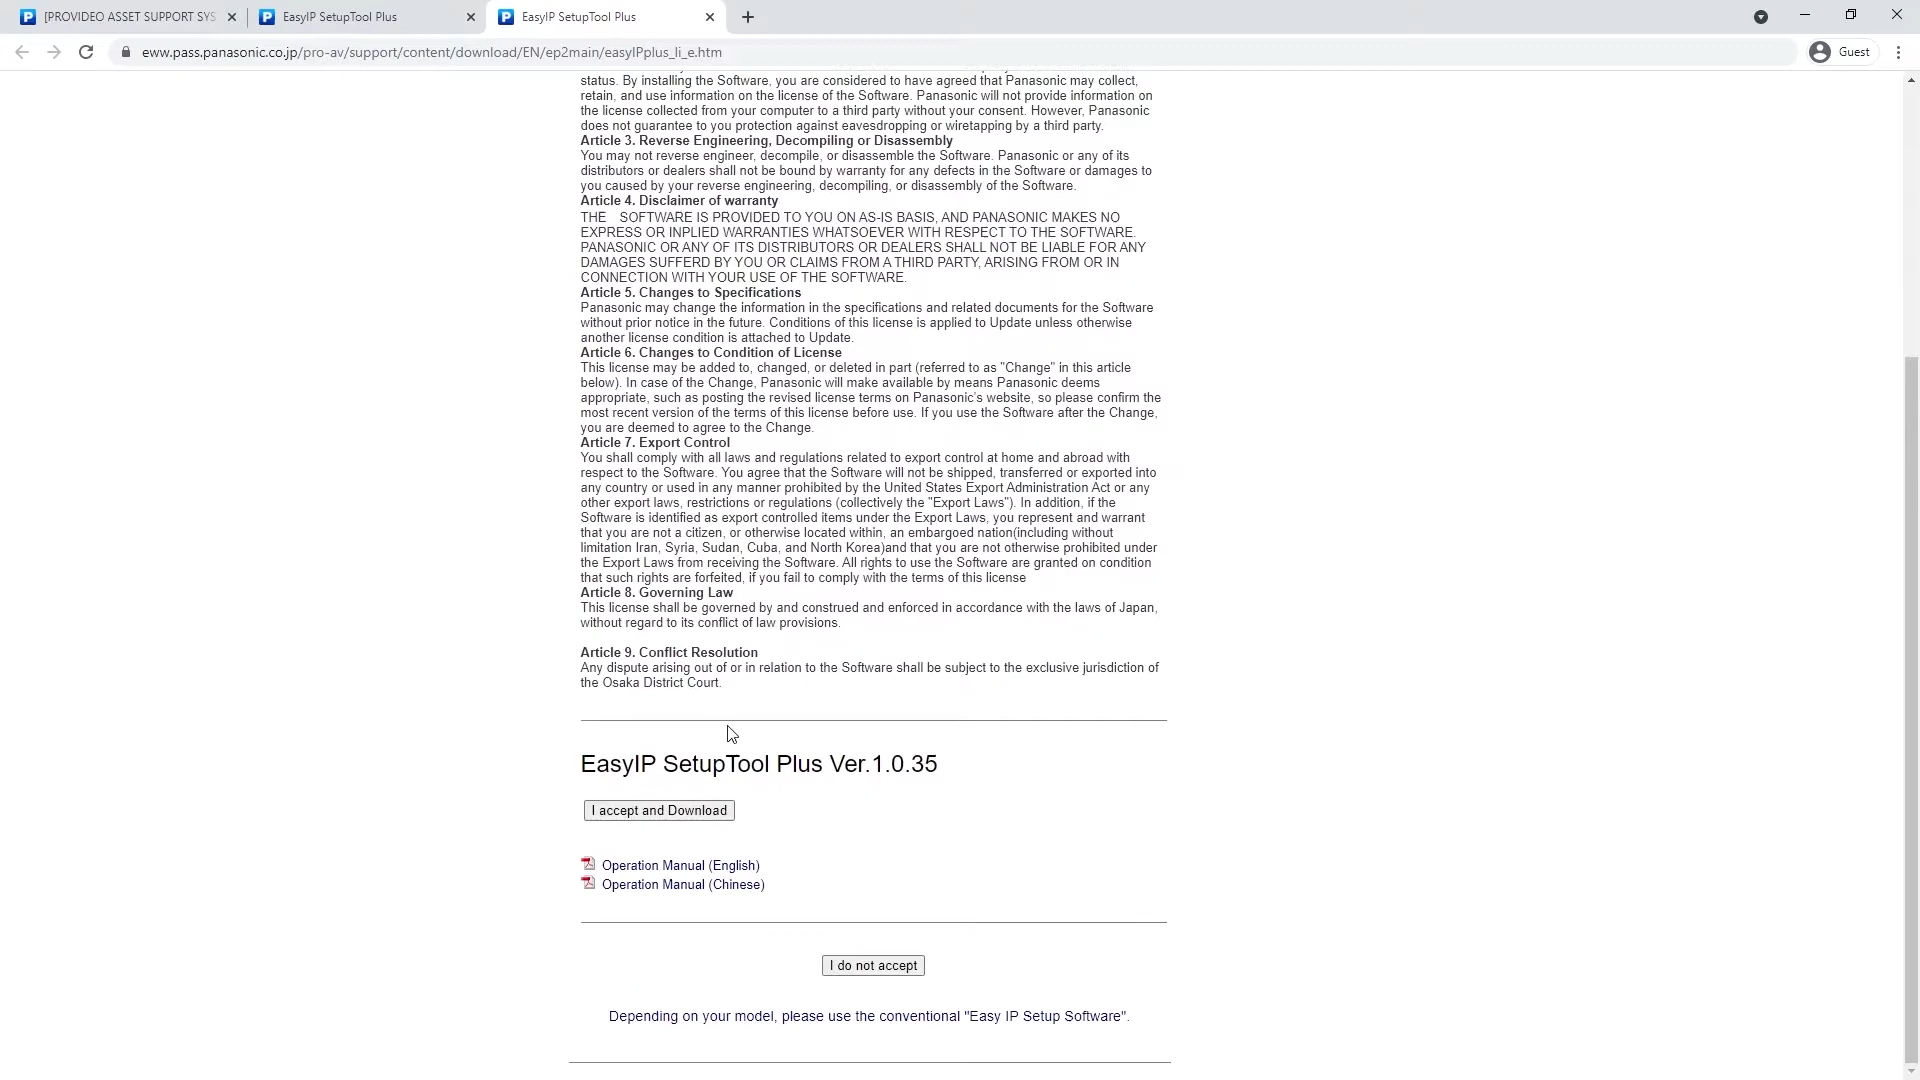 [PROVIDEO ASSET SUPPORT SYS
EasyIP SetupTool Plus
EasyIP SetupTool Plus
eww.pass.panasonic.co.jp/pro-av/support/content/download/EN/ep2main/easyIPplus_li_e.htm
Guest
status. By installing the Software, you are considered to have agreed that Panasonic may collect,
retain, and use information on the license of the Software. Panasonic will not provide information on
the license collected from your computer to a third party without your consent. However, Panasonic
does not guarantee to you protection against eavesdropping or wiretapping by a third party.
Article 3. Reverse Engineering, Decompiling or Disassembly
You may not reverse engineer, decompile, or disassemble the Software. Panasonic or any of its
distributors or dealers shall not be bound by warranty for any defects in the Software or damages to
you caused by your reverse engineering, decompiling, or disassembly of the Software.
Article 4. Disclaimer of warranty
THE SOFTWARE IS PROVIDED TO YOU ON AS-IS BASIS, AND PANASONIC MAKES NO
EXPRESS OR INPLIED WARRANTIES WHATSOEVER WITH RESPECT TO THE SOFTWARE.
PANASONIC OR ANY OF ITS DISTRIBUTORS OR DEALERS SHALL NOT BE LIABLE FOR ANY
DAMAGES SUFFERD BY YOU OR CLAIMS FROM A THIRD PARTY, ARISING FROM OR IN
CONNECTION WITH YOUR USE OF THE SOFTWARE.
Article 5. Changes to Specifications
Panasonic may change the information in the specifications and related documents for the Software
without prior notice in the future. Conditions of this license is applied to Update unless otherwise
another license condition is attached to Update.
Article 6. Changes to Condition of License
This license may be added to, changed, or deleted in part (referred to as "Change" in this article
below). In case of the Change, Panasonic will make available by means Panasonic deems
appropriate, such as posting the revised license terms on Panasonic's website, so please confirm the
most recent version of the terms of this license before use. If you use the Software after the Change,
you are deemed to agree to the Change.
Article 7. Export Control
You shall comply with all laws and regulations related to export control at home and abroad with
respect to the Software. You agree that the Software will not be shipped, transferred or exported into
any country or used in any manner prohibited by the United States Export Administration Act or any
other export laws, restrictions or regulations (collectively the "Export Laws"). In addition, if the
Software is identified as export controlled items under the Export Laws, you represent and warrant
that you are not a citizen, or otherwise located within, an embargoed nation(including without
limitation Iran, Syria, Sudan, Cuba, and North Korea)and that you are not otherwise prohibited under
the Export Laws from receiving the Software. All rights to use the Software are granted on condition
that such rights are forfeited, if you fail to comply with the terms of this license
Article 8. Governing Law
This license shall be governed by and construed and enforced in accordance with the laws of Japan,
without regard to its conflict of law provisions.
Article 9. Conflict Resolution
Any dispute arising out of or in relation to the Software shall be subject to the exclusive jurisdiction of
the Osaka District Court.
EasyIP SetupTool Plus Ver.1.0.35
I accept and Download
Operation Manual (English)
Operation Manual (Chinese)
I do not accept
Depending on your model, please use the conventional "Easy IP Setup Software".